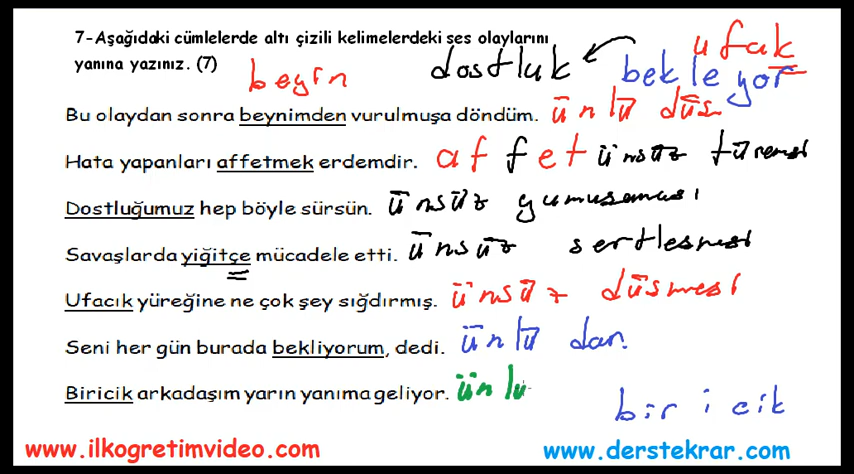 7-Aşağıdaki cümlelerde altı çizili kelimelerdeki ses olaylarını
yanına yazınız. (7)
ufak
beyin
dostluk
bekleyor
Bu olaydan sonra beynimden vurulmuşa döndüm. ünlü düş
Hata yapanları affetmek erdemdir. af f et ünsüz türemesi
Dostluğumuz hep böyle sürsün. ünsüz yumuşaması
Savaşlarda yiğitçe mücadele etti. ünsüz sertleşmesi
Ufacık yüreğine ne çok şey sığdırmış. ünsüz düşmesi
Seni her gün burada bekliyorum, dedi. ünlü dar.
Biricik arkadaşım yarın yanıma geliyor. ünlü
bir i cik
www.ilkogretimvideo.com
www.derstekrar.com